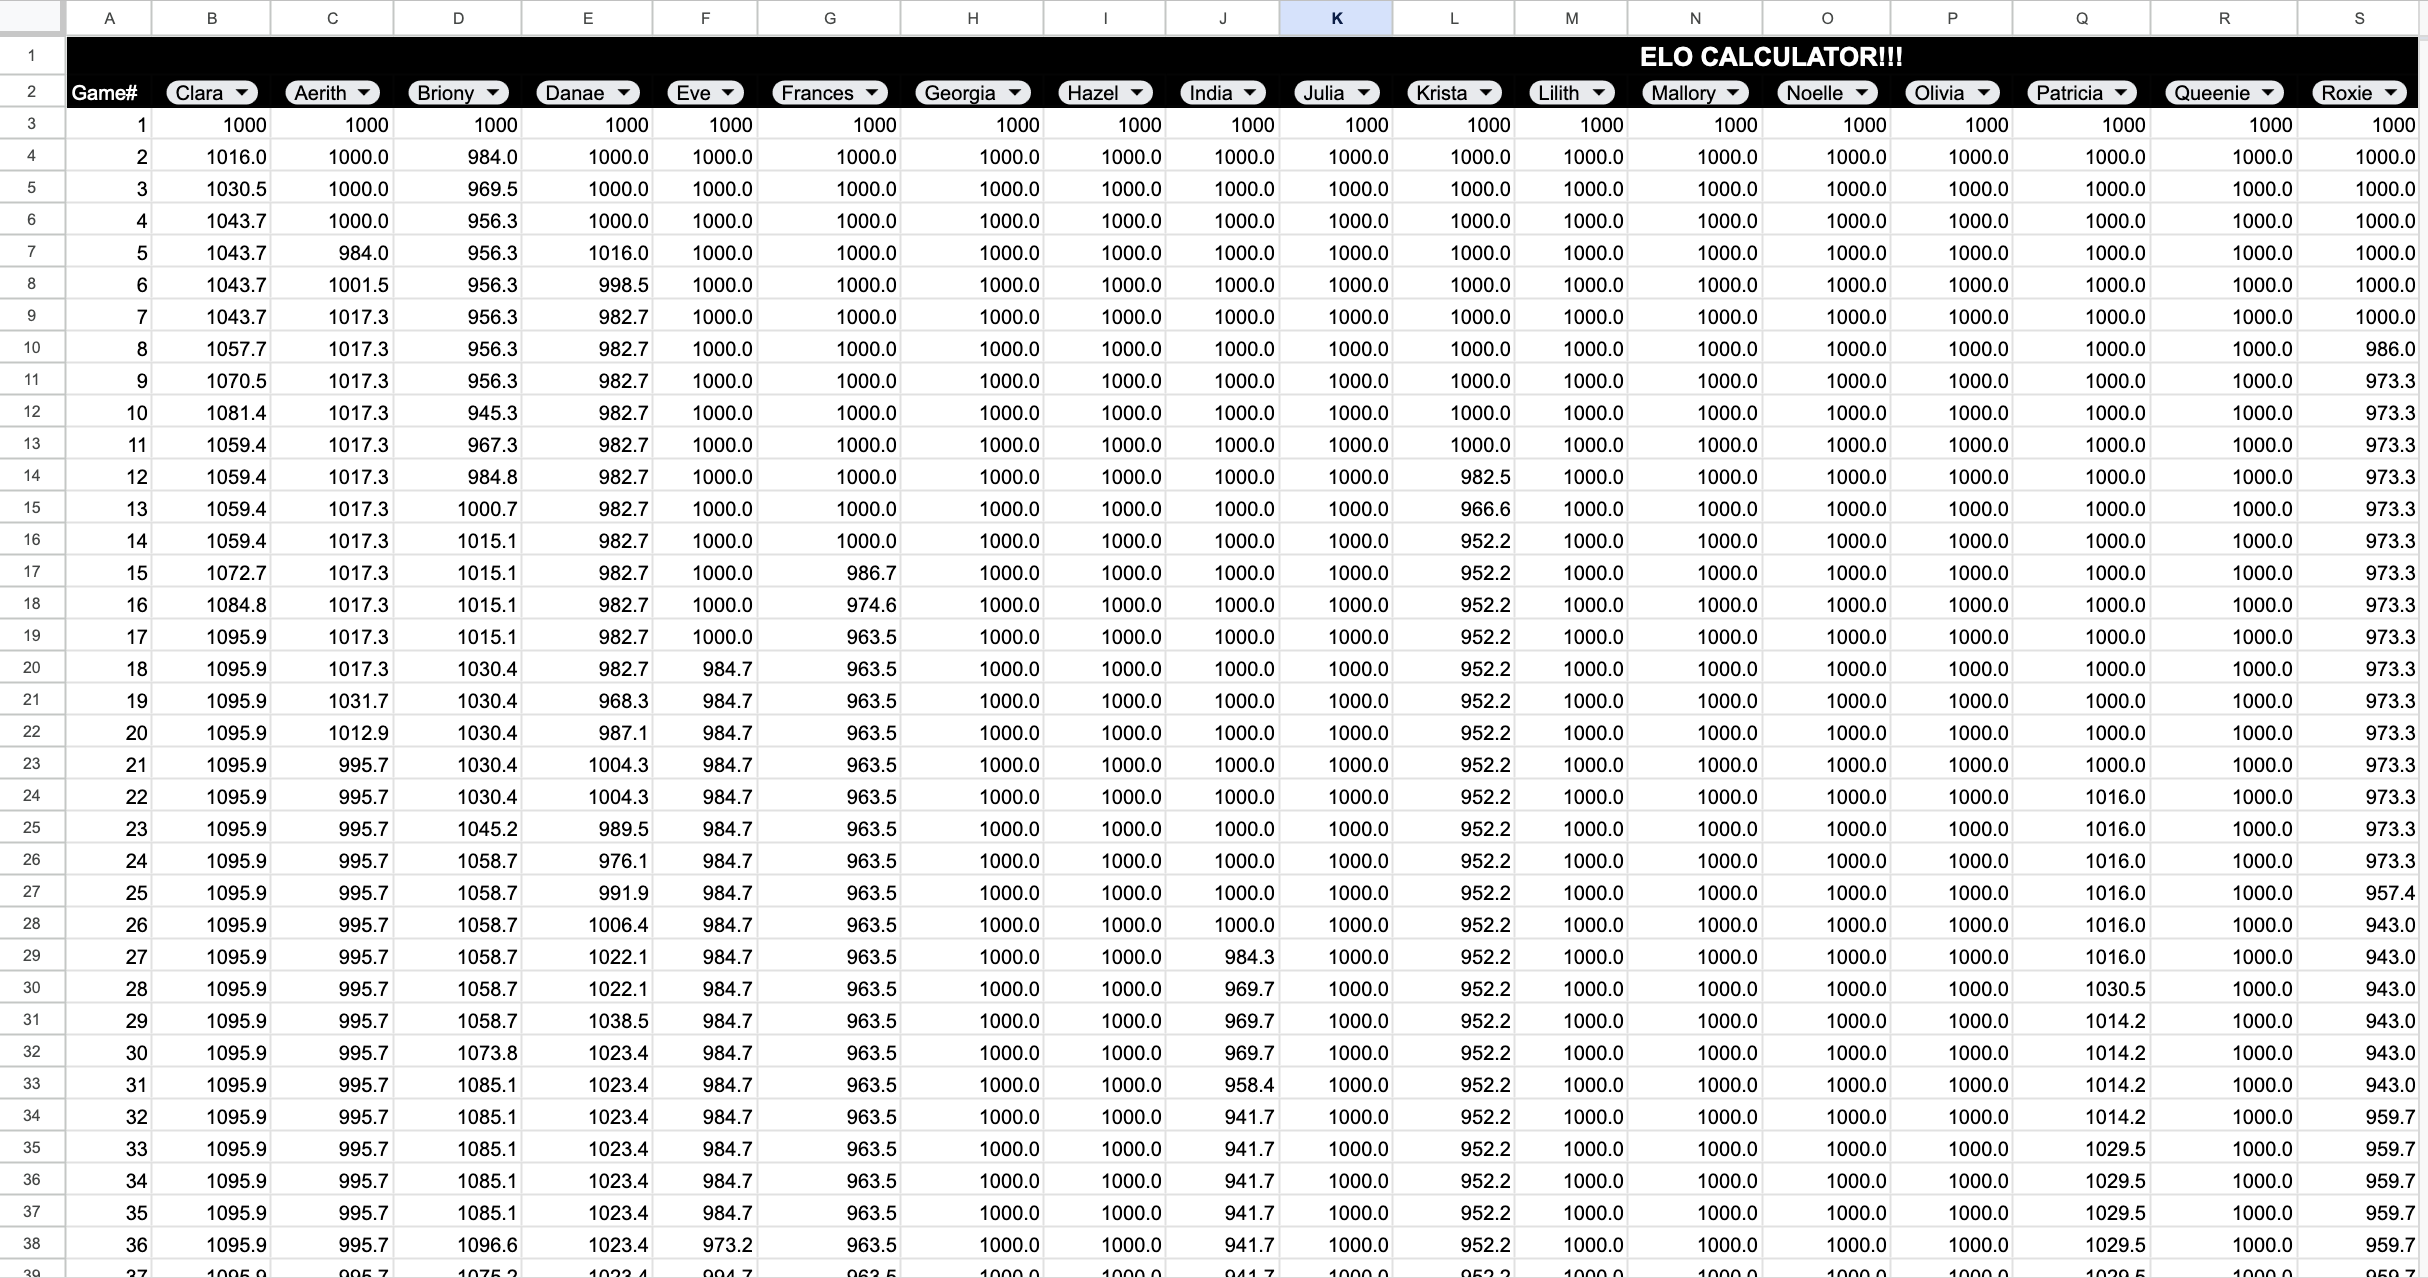 A B C D E F G H I J K L M N O P Q R S
1 ELO CALCULATOR!!!
2 Game# Clara Aerith Briony Danae Eve Frances Georgia Hazel India Julia Krista Lilith Mallory Noelle Olivia Patricia Queenie Roxie
3 1 1000 1000 1000 1000 1000 1000 1000 1000 1000 1000 1000 1000 1000 1000 1000 1000 1000 1000
4 2 1016.0 1000.0 984.0 1000.0 1000.0 1000.0 1000.0 1000.0 1000.0 1000.0 1000.0 1000.0 1000.0 1000.0 1000.0 1000.0 1000.0 1000.0
5 3 1030.5 1000.0 969.5 1000.0 1000.0 1000.0 1000.0 1000.0 1000.0 1000.0 1000.0 1000.0 1000.0 1000.0 1000.0 1000.0 1000.0 1000.0
6 4 1043.7 1000.0 956.3 1000.0 1000.0 1000.0 1000.0 1000.0 1000.0 1000.0 1000.0 1000.0 1000.0 1000.0 1000.0 1000.0 1000.0 1000.0
7 5 1043.7 984.0 956.3 1016.0 1000.0 1000.0 1000.0 1000.0 1000.0 1000.0 1000.0 1000.0 1000.0 1000.0 1000.0 1000.0 1000.0 1000.0
8 6 1043.7 1001.5 956.3 998.5 1000.0 1000.0 1000.0 1000.0 1000.0 1000.0 1000.0 1000.0 1000.0 1000.0 1000.0 1000.0 1000.0 1000.0
9 7 1043.7 1017.3 956.3 982.7 1000.0 1000.0 1000.0 1000.0 1000.0 1000.0 1000.0 1000.0 1000.0 1000.0 1000.0 1000.0 1000.0 1000.0
10 8 1057.7 1017.3 956.3 982.7 1000.0 1000.0 1000.0 1000.0 1000.0 1000.0 1000.0 1000.0 1000.0 1000.0 1000.0 1000.0 1000.0 986.0
11 9 1070.5 1017.3 956.3 982.7 1000.0 1000.0 1000.0 1000.0 1000.0 1000.0 1000.0 1000.0 1000.0 1000.0 1000.0 1000.0 1000.0 973.3
12 10 1081.4 1017.3 945.3 982.7 1000.0 1000.0 1000.0 1000.0 1000.0 1000.0 1000.0 1000.0 1000.0 1000.0 1000.0 1000.0 1000.0 973.3
13 11 1059.4 1017.3 967.3 982.7 1000.0 1000.0 1000.0 1000.0 1000.0 1000.0 1000.0 1000.0 1000.0 1000.0 1000.0 1000.0 1000.0 973.3
14 12 1059.4 1017.3 984.8 982.7 1000.0 1000.0 1000.0 1000.0 1000.0 1000.0 982.5 1000.0 1000.0 1000.0 1000.0 1000.0 1000.0 973.3
15 13 1059.4 1017.3 1000.7 982.7 1000.0 1000.0 1000.0 1000.0 1000.0 1000.0 966.6 1000.0 1000.0 1000.0 1000.0 1000.0 1000.0 973.3
16 14 1059.4 1017.3 1015.1 982.7 1000.0 1000.0 1000.0 1000.0 1000.0 1000.0 952.2 1000.0 1000.0 1000.0 1000.0 1000.0 1000.0 973.3
17 15 1072.7 1017.3 1015.1 982.7 1000.0 986.7 1000.0 1000.0 1000.0 1000.0 952.2 1000.0 1000.0 1000.0 1000.0 1000.0 1000.0 973.3
18 16 1084.8 1017.3 1015.1 982.7 1000.0 974.6 1000.0 1000.0 1000.0 1000.0 952.2 1000.0 1000.0 1000.0 1000.0 1000.0 1000.0 973.3
19 17 1095.9 1017.3 1015.1 982.7 1000.0 963.5 1000.0 1000.0 1000.0 1000.0 952.2 1000.0 1000.0 1000.0 1000.0 1000.0 1000.0 973.3
20 18 1095.9 1017.3 1030.4 982.7 984.7 963.5 1000.0 1000.0 1000.0 1000.0 952.2 1000.0 1000.0 1000.0 1000.0 1000.0 1000.0 973.3
21 19 1095.9 1031.7 1030.4 968.3 984.7 963.5 1000.0 1000.0 1000.0 1000.0 952.2 1000.0 1000.0 1000.0 1000.0 1000.0 1000.0 973.3
22 20 1095.9 1012.9 1030.4 987.1 984.7 963.5 1000.0 1000.0 1000.0 1000.0 952.2 1000.0 1000.0 1000.0 1000.0 1000.0 1000.0 973.3
23 21 1095.9 995.7 1030.4 1004.3 984.7 963.5 1000.0 1000.0 1000.0 1000.0 952.2 1000.0 1000.0 1000.0 1000.0 1000.0 1000.0 973.3
24 22 1095.9 995.7 1030.4 1004.3 984.7 963.5 1000.0 1000.0 1000.0 1000.0 952.2 1000.0 1000.0 1000.0 1000.0 1016.0 1000.0 973.3
25 23 1095.9 995.7 1045.2 989.5 984.7 963.5 1000.0 1000.0 1000.0 1000.0 952.2 1000.0 1000.0 1000.0 1000.0 1016.0 1000.0 973.3
26 24 1095.9 995.7 1058.7 976.1 984.7 963.5 1000.0 1000.0 1000.0 1000.0 952.2 1000.0 1000.0 1000.0 1000.0 1016.0 1000.0 973.3
27 25 1095.9 995.7 1058.7 991.9 984.7 963.5 1000.0 1000.0 1000.0 1000.0 952.2 1000.0 1000.0 1000.0 1000.0 1016.0 1000.0 957.4
28 26 1095.9 995.7 1058.7 1006.4 984.7 963.5 1000.0 1000.0 1000.0 1000.0 952.2 1000.0 1000.0 1000.0 1000.0 1016.0 1000.0 943.0
29 27 1095.9 995.7 1058.7 1022.1 984.7 963.5 1000.0 1000.0 984.3 1000.0 952.2 1000.0 1000.0 1000.0 1000.0 1016.0 1000.0 943.0
30 28 1095.9 995.7 1058.7 1022.1 984.7 963.5 1000.0 1000.0 969.7 1000.0 952.2 1000.0 1000.0 1000.0 1000.0 1030.5 1000.0 943.0
31 29 1095.9 995.7 1058.7 1038.5 984.7 963.5 1000.0 1000.0 969.7 1000.0 952.2 1000.0 1000.0 1000.0 1000.0 1014.2 1000.0 943.0
32 30 1095.9 995.7 1073.8 1023.4 984.7 963.5 1000.0 1000.0 969.7 1000.0 952.2 1000.0 1000.0 1000.0 1000.0 1014.2 1000.0 943.0
33 31 1095.9 995.7 1085.1 1023.4 984.7 963.5 1000.0 1000.0 958.4 1000.0 952.2 1000.0 1000.0 1000.0 1000.0 1014.2 1000.0 943.0
34 32 1095.9 995.7 1085.1 1023.4 984.7 963.5 1000.0 1000.0 941.7 1000.0 952.2 1000.0 1000.0 1000.0 1000.0 1014.2 1000.0 959.7
35 33 1095.9 995.7 1085.1 1023.4 984.7 963.5 1000.0 1000.0 941.7 1000.0 952.2 1000.0 1000.0 1000.0 1000.0 1029.5 1000.0 959.7
36 34 1095.9 995.7 1085.1 1023.4 984.7 963.5 1000.0 1000.0 941.7 1000.0 952.2 1000.0 1000.0 1000.0 1000.0 1029.5 1000.0 959.7
37 35 1095.9 995.7 1085.1 1023.4 984.7 963.5 1000.0 1000.0 941.7 1000.0 952.2 1000.0 1000.0 1000.0 1000.0 1029.5 1000.0 959.7
38 36 1095.9 995.7 1096.6 1023.4 973.2 963.5 1000.0 1000.0 941.7 1000.0 952.2 1000.0 1000.0 1000.0 1000.0 1029.5 1000.0 959.7
39 37 1095.9 995.7 1075.2 1023.4 994.7 963.5 1000.0 1000.0 941.7 1000.0 952.2 1000.0 1000.0 1000.0 1000.0 1029.5 1000.0 959.7